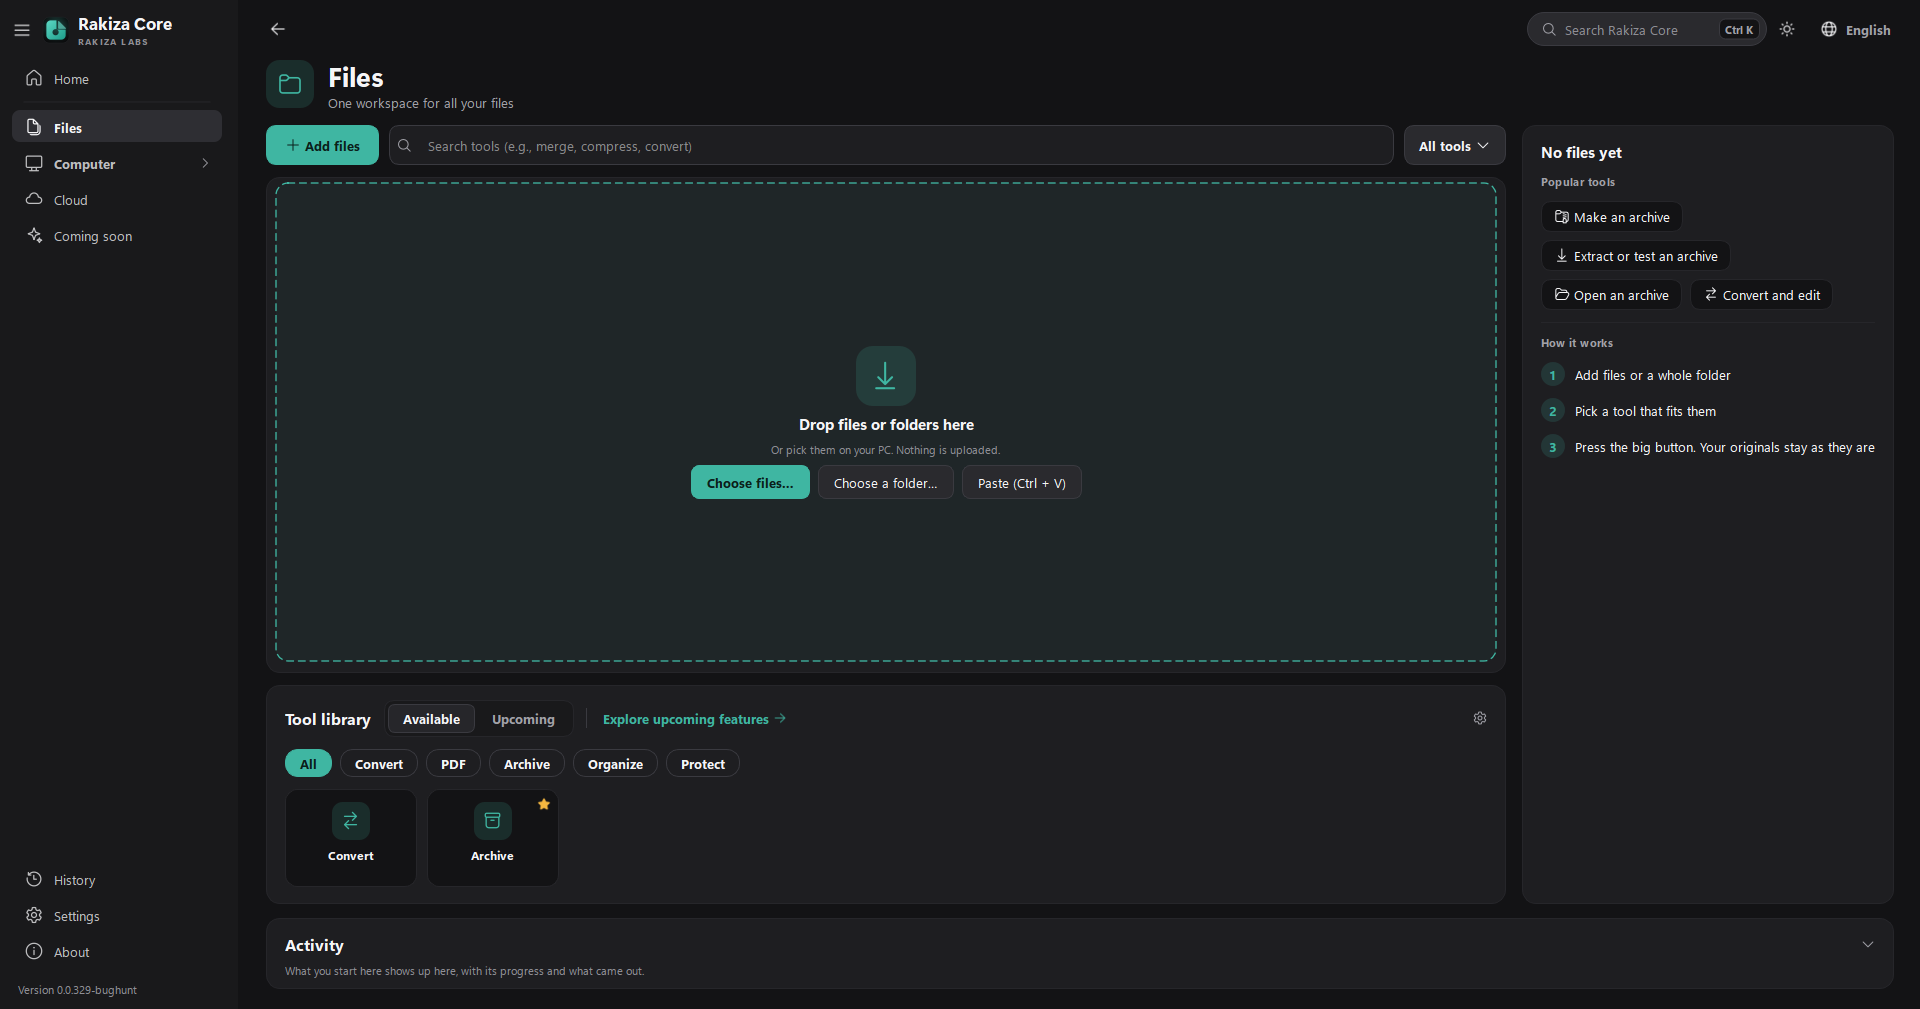 Rakiza Core
RAKIZA LABS
Home
Files
Computer
Cloud
Coming soon
History
Settings
About
Version 0.0.329-bughunt
Search Rakiza Core
Ctrl K
English
Files
One workspace for all your files
Add files
Search tools (e.g., merge, compress, convert)
All tools
Drop files or folders here
Or pick them on your PC. Nothing is uploaded.
Choose files...
Choose a folder...
Paste (Ctrl + V)
No files yet
Popular tools
Make an archive
Extract or test an archive
Open an archive
Convert and edit
How it works
1 Add files or a whole folder
2 Pick a tool that fits them
3 Press the big button. Your originals stay as they are
Tool library
Available
Upcoming
Explore upcoming features
All
Convert
PDF
Archive
Organize
Protect
Convert
Archive
Activity
What you start here shows up here, with its progress and what came out.